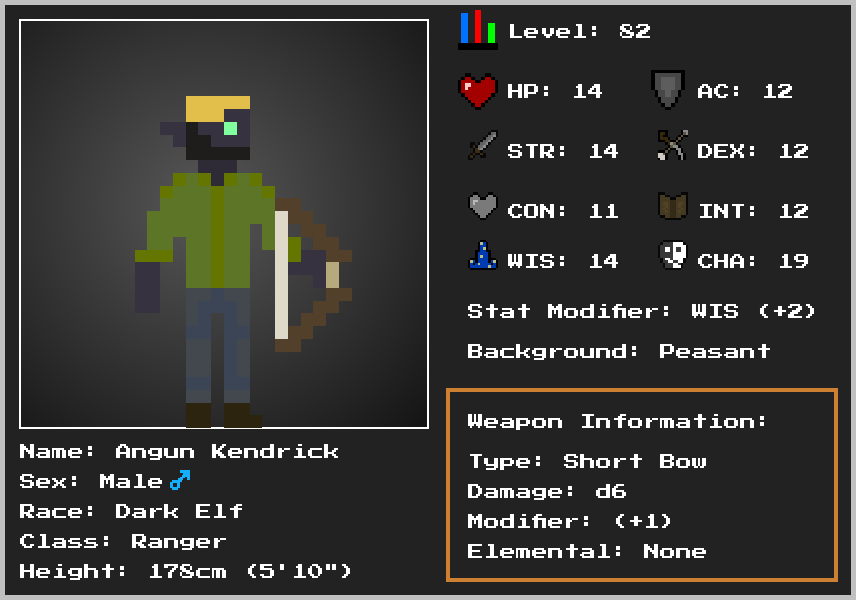 Level: 82
HP: 14 AC: 12
STR: 14 DEX: 12
CON: 11 INT: 12
WIS: 14 CHA: 19
Stat Modifier: WIS (+2)
Background: Peasant
Weapon Information:
Type: Short Bow
Damage: d6
Modifier: (+1)
Elemental: None
Name: Angun Kendrick
Sex: Male♂
Race: Dark Elf
Class: Ranger
Height: 178cm (5'10")